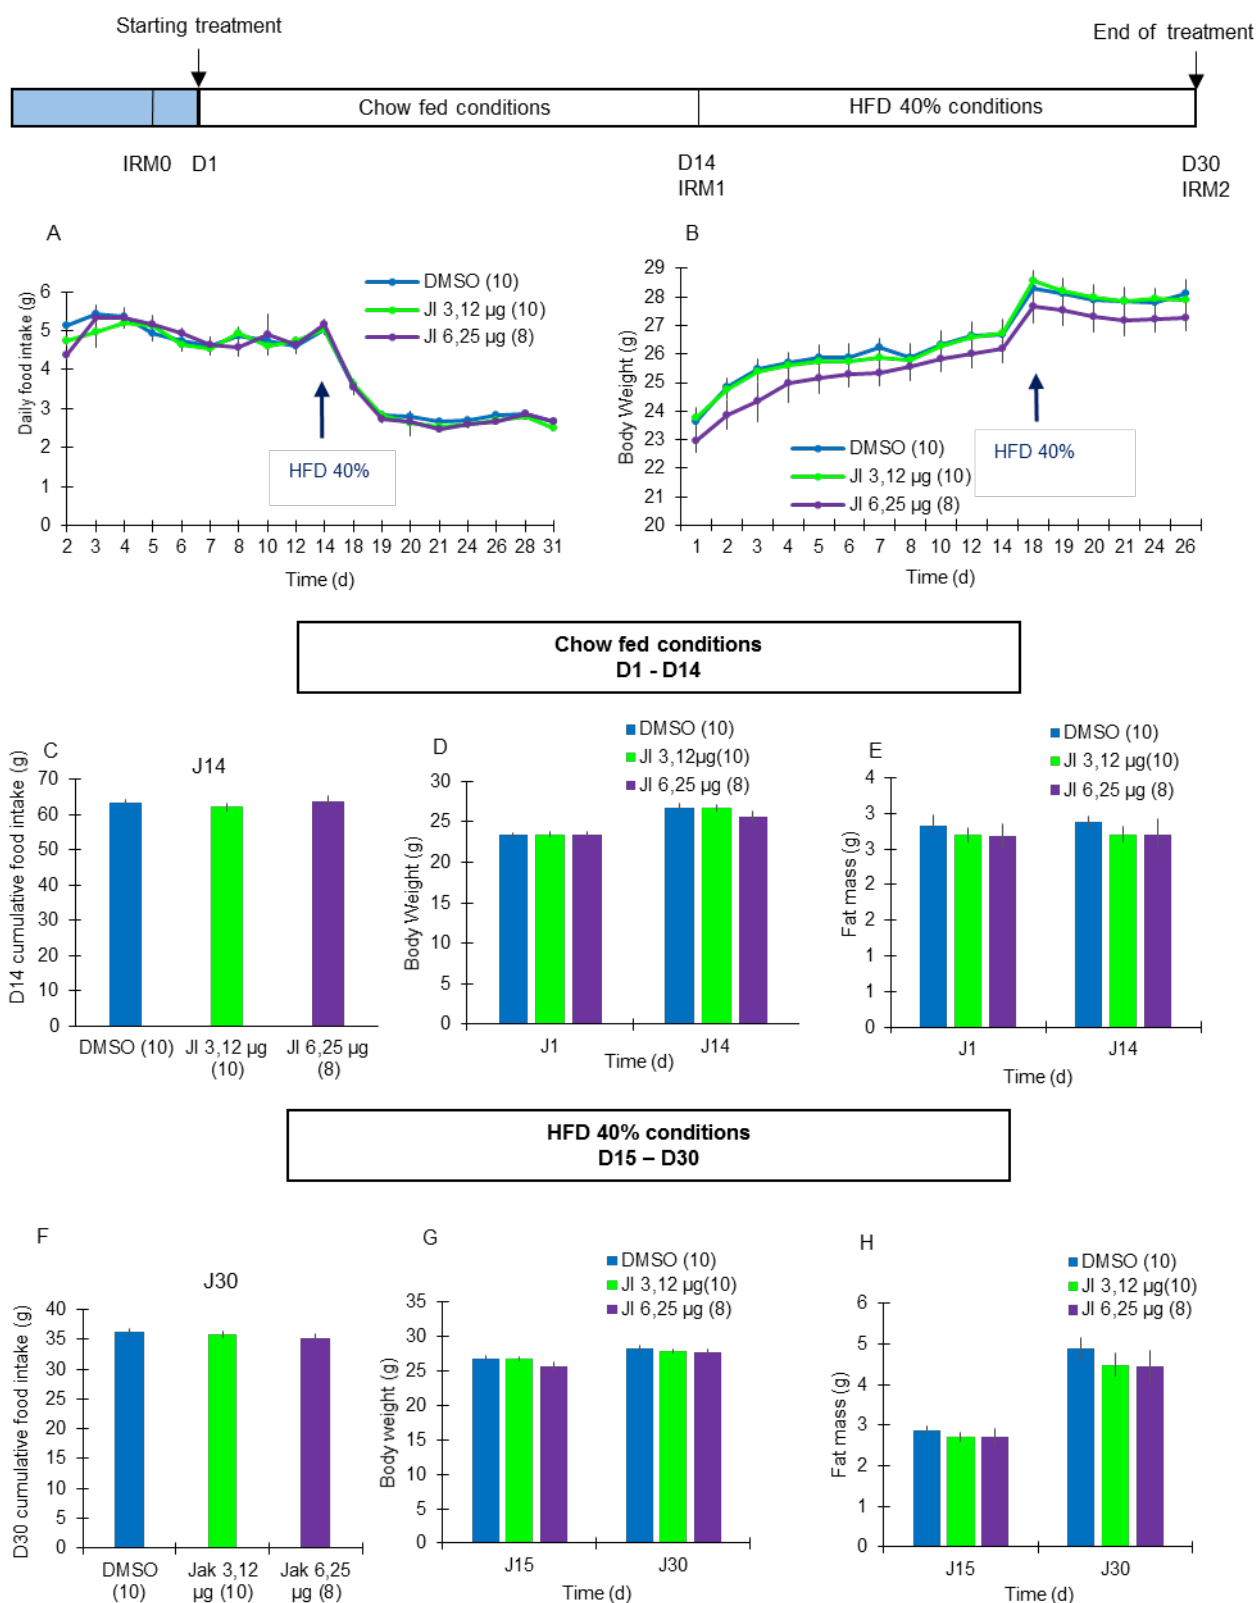 Starting treatment
End of treatment
Chow fed conditions
HFD 40% conditions
IRM0 D1
D14
IRM1
D30
IRM2
A
Daily food intake (g)
6
5
4
3
2
1
0
DMSO (10)
JI 3,12 µg (10)
JI 6,25 µg (8)
HFD 40%
2 3 4 5 6 7 8 10 12 14 18 19 20 21 24 26 28 31
Time (d)
B
Body Weight (g)
29
28
27
26
25
24
23
22
21
20
DMSO (10)
JI 3,12 µg (10)
JI 6,25 µg (8)
HFD 40%
1 2 3 4 5 6 7 8 10 12 14 18 19 20 21 24 26
Time (d)
Chow fed conditions
D1 - D14
C
J14
D14 cumulative food intake (g)
70
60
50
40
30
20
10
0
DMSO (10) JI 3,12 µg JI 6,25 µg
(10) (8)
D
DMSO (10)
JI 3,12µg(10)
JI 6,25 µg (8)
Body Weight (g)
30
25
20
15
10
5
0
J1 J14
Time (d)
E
DMSO (10)
JI 3,12 µg(10)
JI 6,25 µg (8)
Fat mass (g)
4
3
3
2
2
1
1
0
J1 J14
Time (d)
HFD 40% conditions
D15 – D30
F
J30
D30 cumulative food intake (g)
40
35
30
25
20
15
10
5
0
DMSO Jak 3,12 Jak 6,25
(10) µg (10) µg (8)
G
DMSO (10)
JI 3,12 µg(10)
JI 6,25 µg (8)
Body weight (g)
35
30
25
20
15
10
5
0
J15 J30
Time (d)
H
DMSO (10)
JI 3,12 µg(10)
JI 6,25 µg (8)
Fat mass (g)
6
5
4
3
2
1
0
J15 J30
Time (d)